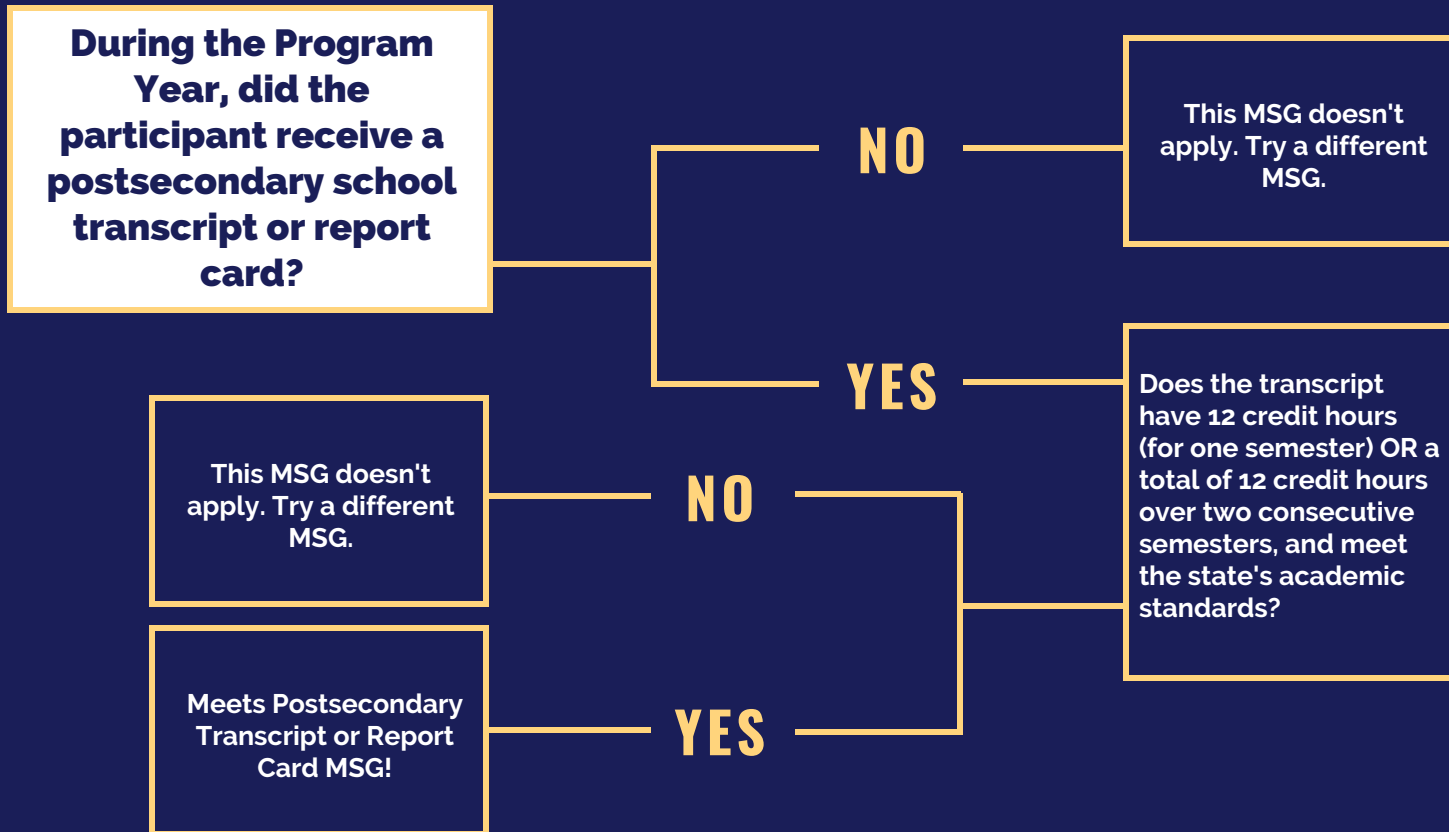 During the Program
Year, did the
participant receive a
postsecondary school
transcript or report
card?
NO
This MSG doesn't
apply. Try a different
MSG.
YES
Does the transcript
have 12 credit hours
(for one semester) OR a
total of 12 credit hours
over two consecutive
semesters, and meet
the state's academic
standards?
NO
This MSG doesn't
apply. Try a different
MSG.
YES
Meets Postsecondary
Transcript or Report
Card MSG!